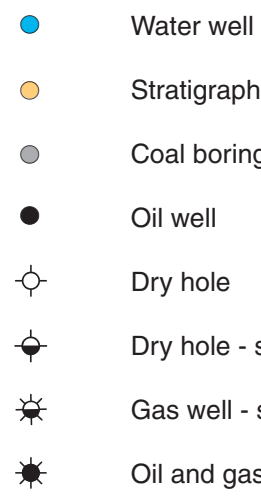 Water well
Stratigraph
Coal boring
Oil well
Dry hole
Dry hole - s
Gas well - s
Oil and gas